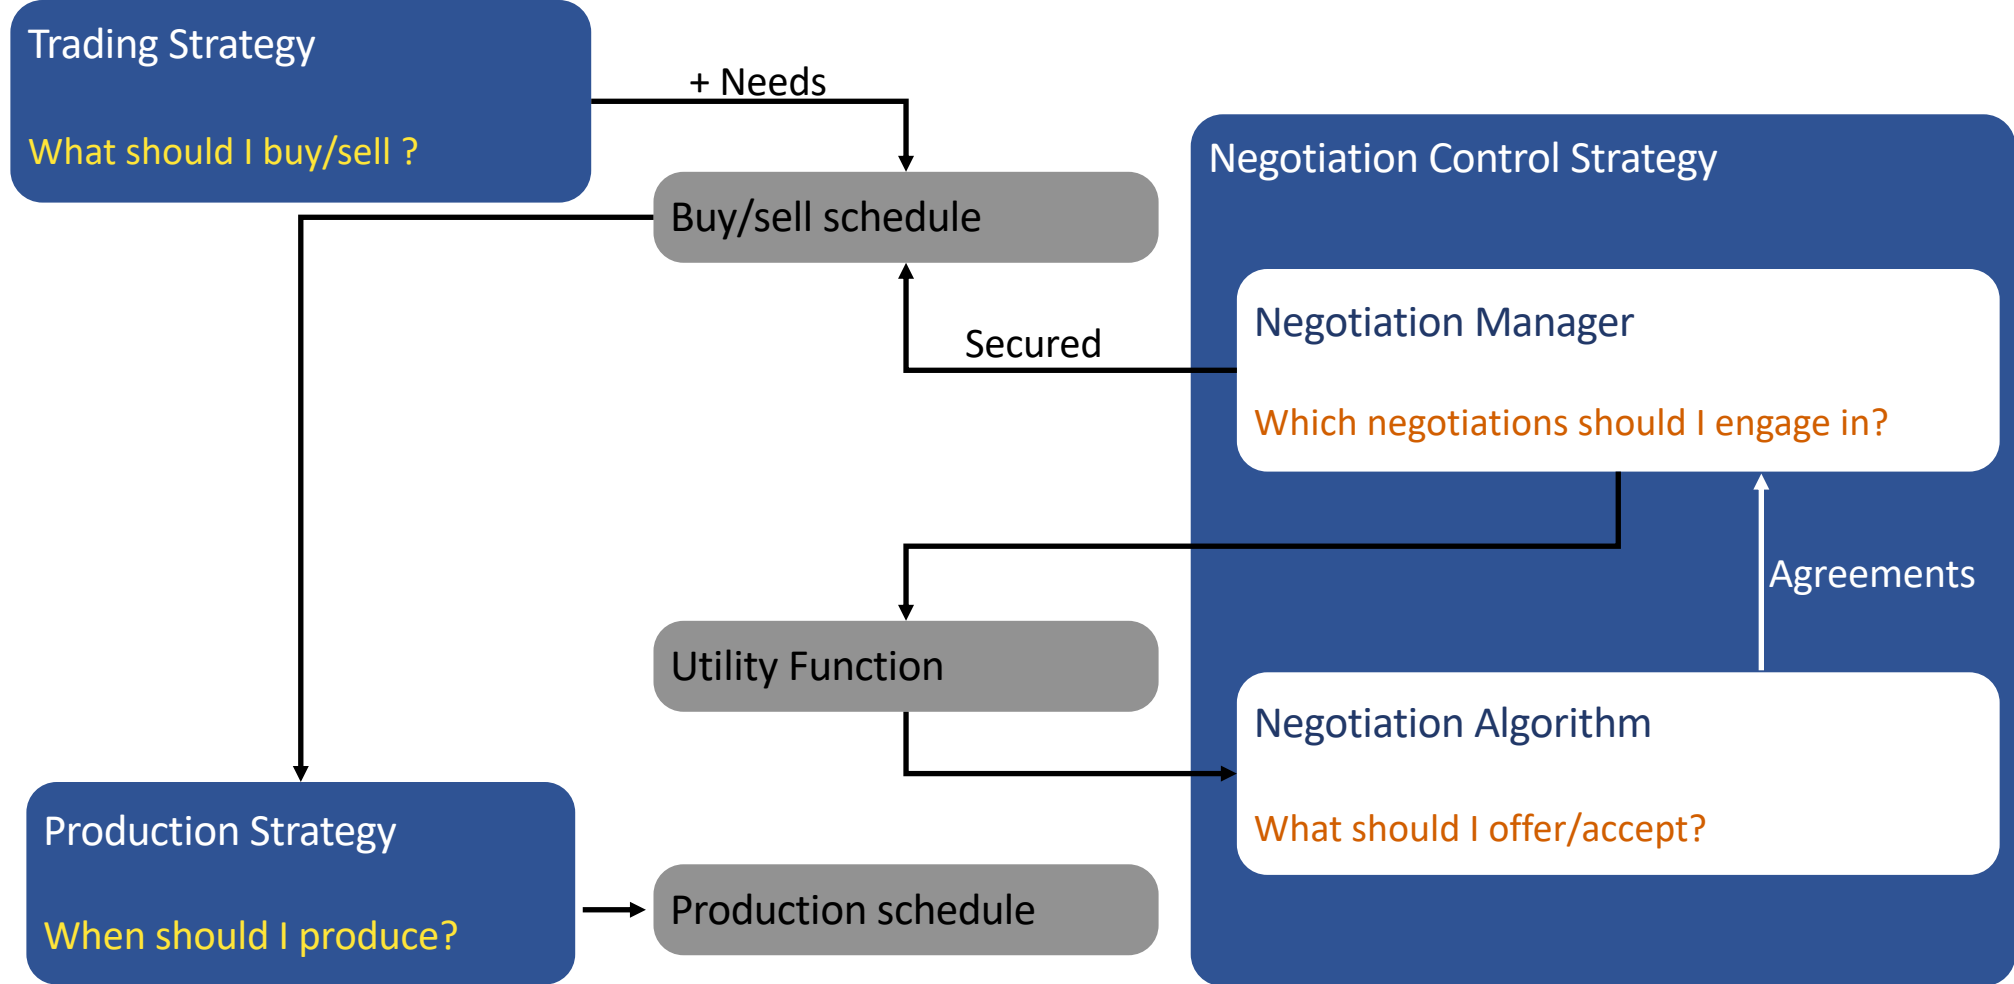 Trading Strategy
What should I buy/sell ?
+ Needs
Buy/sell schedule
Negotiation Control Strategy
Negotiation Manager
Which negotiations should I engage in?
Secured
Agreements
Utility Function
Negotiation Algorithm
What should I offer/accept?
Production Strategy
When should I produce?
Production schedule